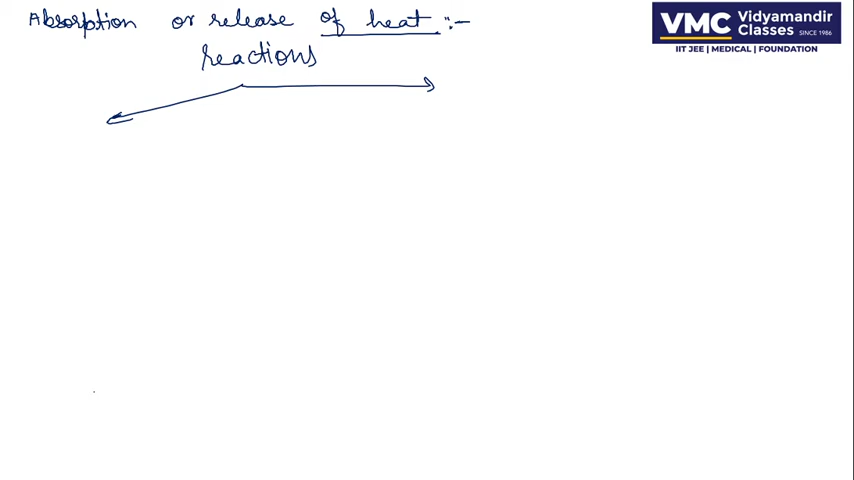 Absorption or release of heat :-
reactions
VMC Vidyamandir Classes SINCE 1986
IIT JEE | MEDICAL | FOUNDATION